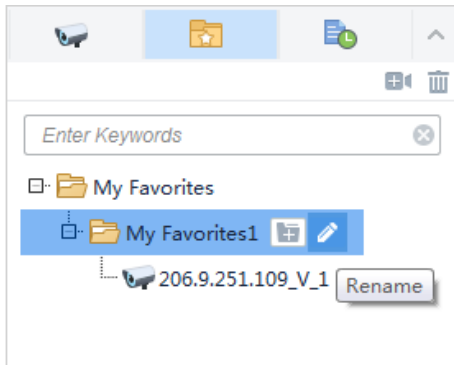 Enter Keywords
My Favorites
My Favorites1
206.9.251.109_V_1
Rename